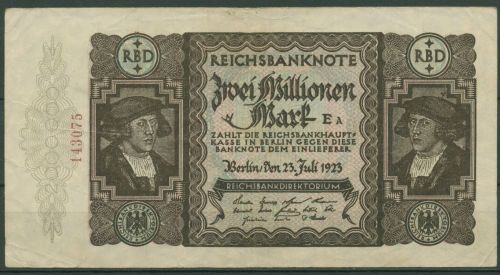 RBD
RBD
REICHSBANKNOTE
Zwei Millionen
Mark EA
ZAHLT DIE REICHSBANKHAUPT-
KASSE IN BERLIN GEGEN DIESE
BANKNOTE DEM EINLIEFERER
Berlin, den 23. Juli 1923
REICHSBANKDIREKTORIUM
143075